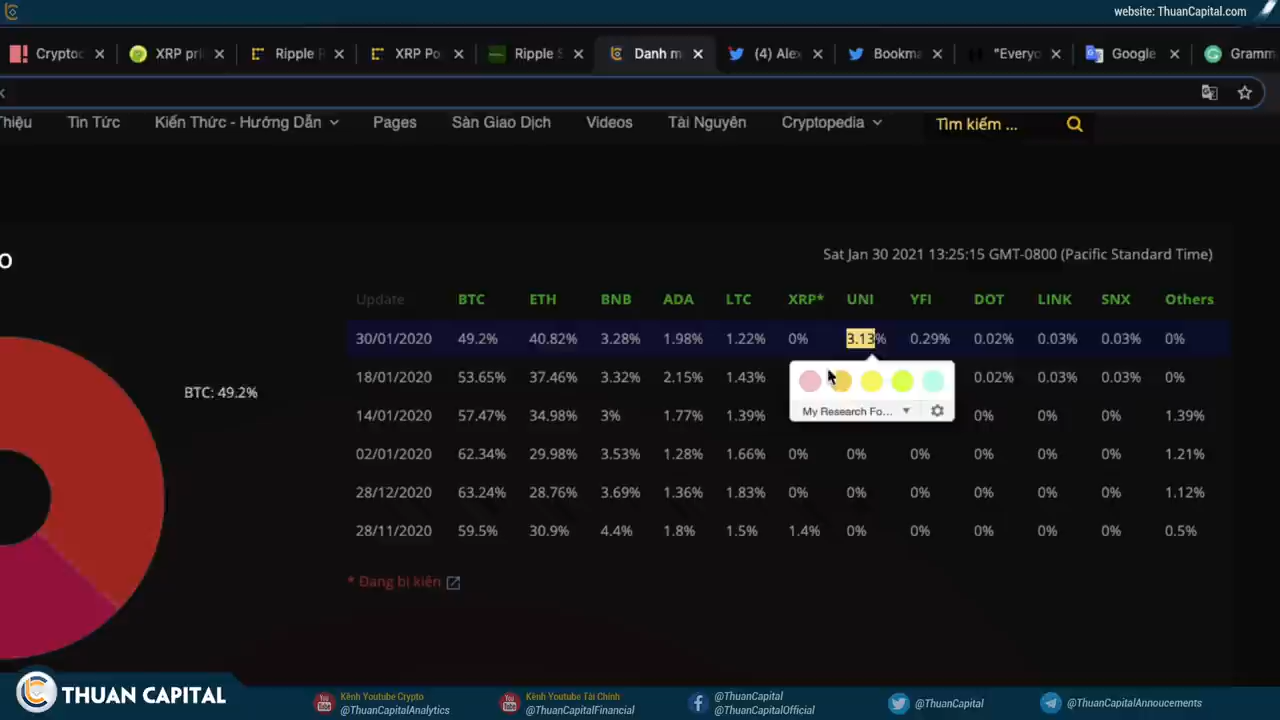 website: ThuanCapital.com
Cryptoc
XRP pri
Ripple
XRP Po
Ripple S
Danh m
(4) Alex
Bookma
"Everyo
Google
Gramm
Thiệu Tin Tức Kiến Thức - Hướng Dẫn Pages Sàn Giao Dịch Videos Tài Nguyên Cryptopedia Tìm kiếm ...
O
Sat Jan 30 2021 13:25:15 GMT-0800 (Pacific Standard Time)
Update BTC ETH BNB ADA LTC XRP* UNI YFI DOT LINK SNX Others
30/01/2020 49.2% 40.82% 3.28% 1.98% 1.22% 0% 3.13% 0.29% 0.02% 0.03% 0.03% 0%
18/01/2020 53.65% 37.46% 3.32% 2.15% 1.43% 0.02% 0.03% 0.03% 0%
BTC: 49.2%
My Research Fo...
14/01/2020 57.47% 34.98% 3% 1.77% 1.39% 0% 0% 0% 1.39%
02/01/2020 62.34% 29.98% 3.53% 1.28% 1.66% 0% 0% 0% 0% 0% 0% 1.21%
28/12/2020 63.24% 28.76% 3.69% 1.36% 1.83% 0% 0% 0% 0% 0% 0% 1.12%
28/11/2020 59.5% 30.9% 4.4% 1.8% 1.5% 1.4% 0% 0% 0% 0% 0% 0.5%
* Đang bị kiện
THUAN CAPITAL
Kênh Youtube Crypto
@ThuanCapitalAnalytics
Kênh Youtube Tài Chính
@ThuanCapitalFinancial
@ThuanCapital
@ThuanCapitalOfficial
@ThuanCapital
@ThuanCapitalAnnoucements